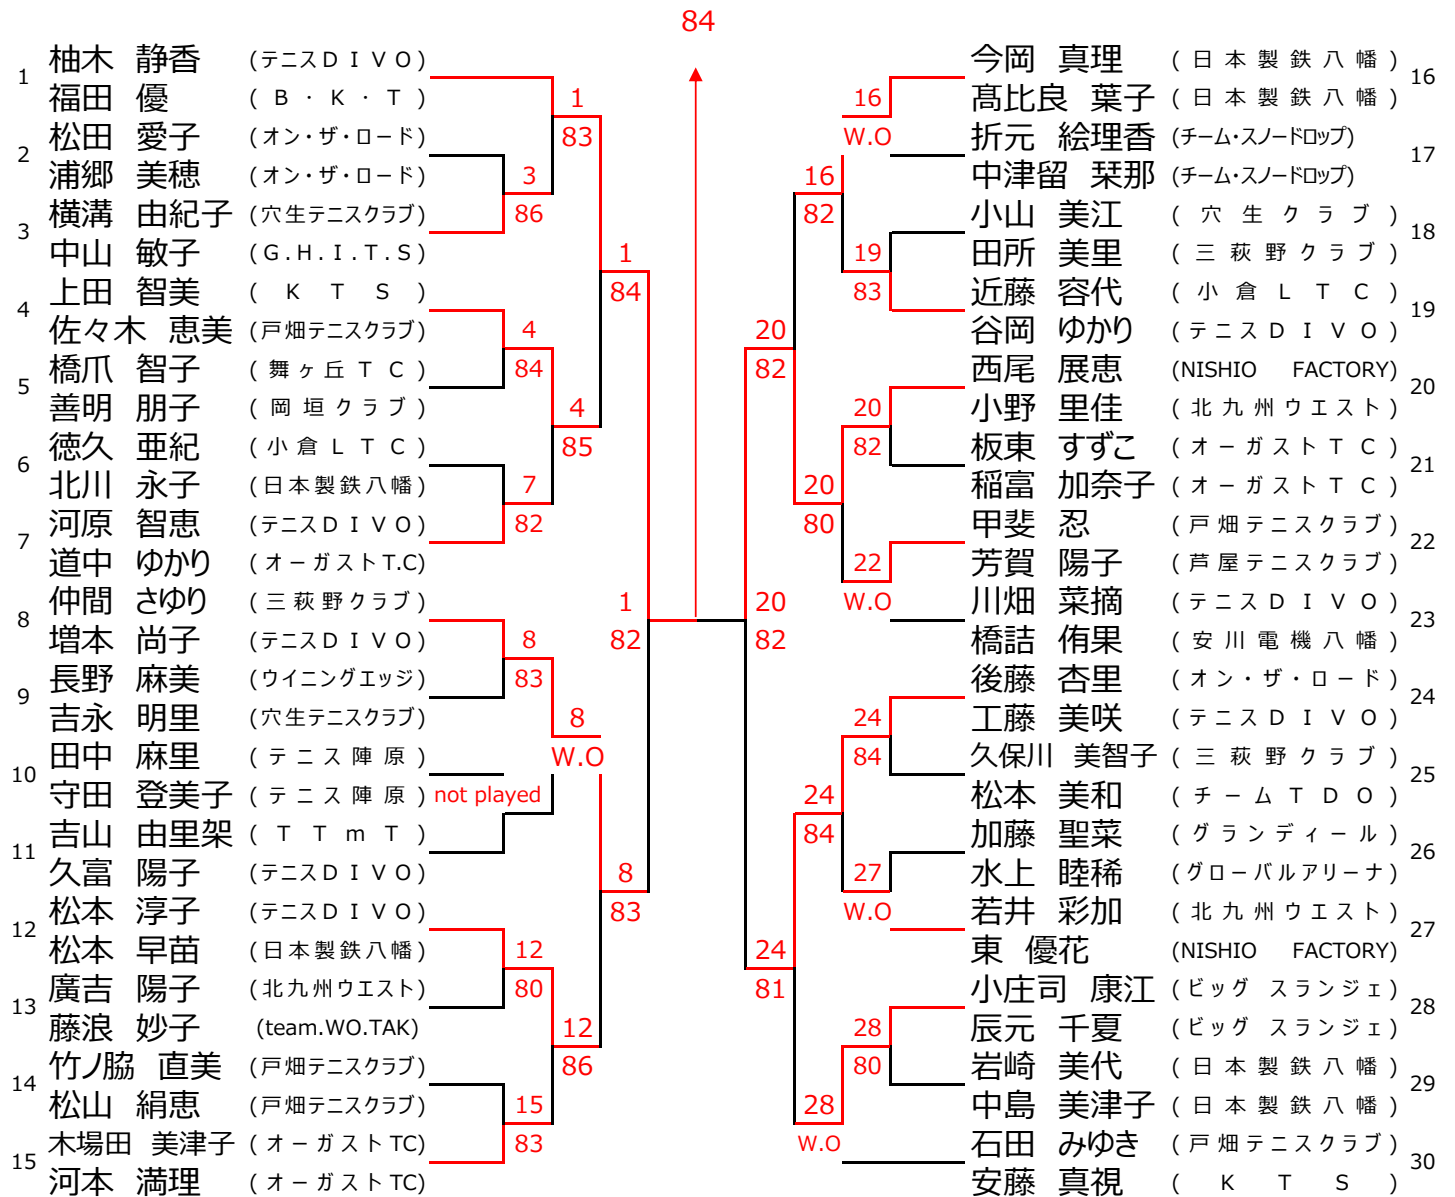 84
1 柚木 静香 (テニスＤＩＶＯ)
福田 優 (Ｂ・Ｋ・Ｔ)
2 松田 愛子 (オン・ザ・ロード)
浦郷 美穂 (オン・ザ・ロード)
3 横溝 由紀子 (穴生テニスクラブ)
中山 敏子 (G.H.I.T.S)
4 上田 智美 (ＫＴＳ)
佐々木 恵美 (戸畑テニスクラブ)
5 橋爪 智子 (舞ヶ丘ＴＣ)
善明 朋子 (岡垣クラブ)
6 徳久 亜紀 (小倉ＬＴＣ)
北川 永子 (日本製鉄八幡)
7 河原 智恵 (テニスＤＩＶＯ)
道中 ゆかり (オーガストT.C)
8 仲間 さゆり (三萩野クラブ)
増本 尚子 (テニスＤＩＶＯ)
9 長野 麻美 (ウイニングエッジ)
吉永 明里 (穴生テニスクラブ)
10 田中 麻里 (テニス陣原)
守田 登美子 (テニス陣原)
11 吉山 由里架 (ＴＴｍＴ)
久富 陽子 (テニスＤＩＶＯ)
12 松本 淳子 (テニスＤＩＶＯ)
松本 早苗 (日本製鉄八幡)
13 廣吉 陽子 (北九州ウエスト)
藤浪 妙子 (team.WO.TAK)
14 竹ノ脇 直美 (戸畑テニスクラブ)
松山 絹恵 (戸畑テニスクラブ)
15 木場田 美津子 (オーガストTC)
河本 満理 (オーガストTC)
1
83
3
86
1
84
4
84
4
85
7
82
1
82
8
83
8
W.O
not played
8
83
12
80
12
86
15
83
16
W.O
16
82
19
83
20
82
20
82
20
80
22
W.O
20
82
24
84
24
84
27
W.O
24
81
28
80
28
W.O
今岡 真理 (日本製鉄八幡) 16
髙比良 葉子 (日本製鉄八幡)
折元 絵理香 (チーム・スノードロップ) 17
中津留 栞那 (チーム・スノードロップ)
小山 美江 (穴生クラブ) 18
田所 美里 (三萩野クラブ)
近藤 容代 (小倉ＬＴＣ) 19
谷岡 ゆかり (テニスＤＩＶＯ)
西尾 展恵 (NISHIO FACTORY) 20
小野 里佳 (北九州ウエスト)
板東 すずこ (オーガストＴＣ) 21
稲富 加奈子 (オーガストＴＣ)
甲斐 忍 (戸畑テニスクラブ) 22
芳賀 陽子 (芦屋テニスクラブ)
川畑 菜摘 (テニスＤＩＶＯ) 23
橋詰 侑果 (安川電機八幡)
後藤 杏里 (オン・ザ・ロード) 24
工藤 美咲 (テニスＤＩＶＯ)
久保川 美智子 (三萩野クラブ) 25
松本 美和 (チームＴＤＯ)
加藤 聖菜 (グランディール) 26
水上 睦稀 (グローバルアリーナ)
若井 彩加 (北九州ウエスト) 27
東 優花 (NISHIO FACTORY)
小庄司 康江 (ビッグ スランジェ) 28
辰元 千夏 (ビッグ スランジェ)
岩崎 美代 (日本製鉄八幡) 29
中島 美津子 (日本製鉄八幡)
石田 みゆき (戸畑テニスクラブ) 30
安藤 真視 (ＫＴＳ)